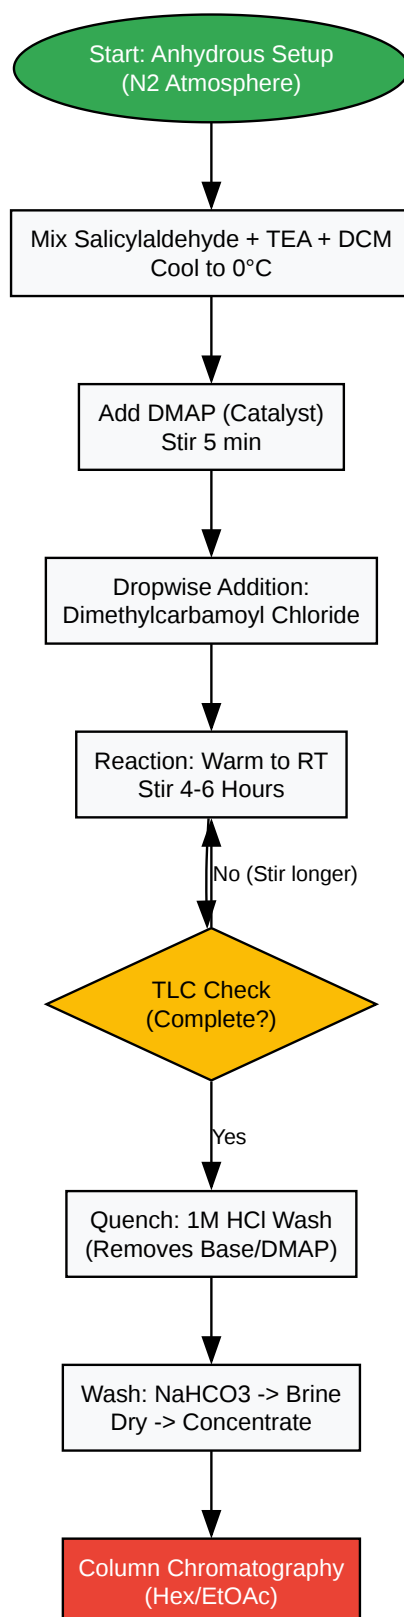 Start: Anhydrous Setup
(N2 Atmosphere)
Mix Salicylaldehyde + TEA + DCM
Cool to 0°C
Add DMAP (Catalyst)
Stir 5 min
Dropwise Addition:
Dimethylcarbamoyl Chloride
Reaction: Warm to RT
Stir 4-6 Hours
No (Stir longer)
TLC Check
(Complete?)
Yes
Quench: 1M HCl Wash
(Removes Base/DMAP)
Wash: NaHCO3 -> Brine
Dry -> Concentrate
Column Chromatography
(Hex/EtOAc)